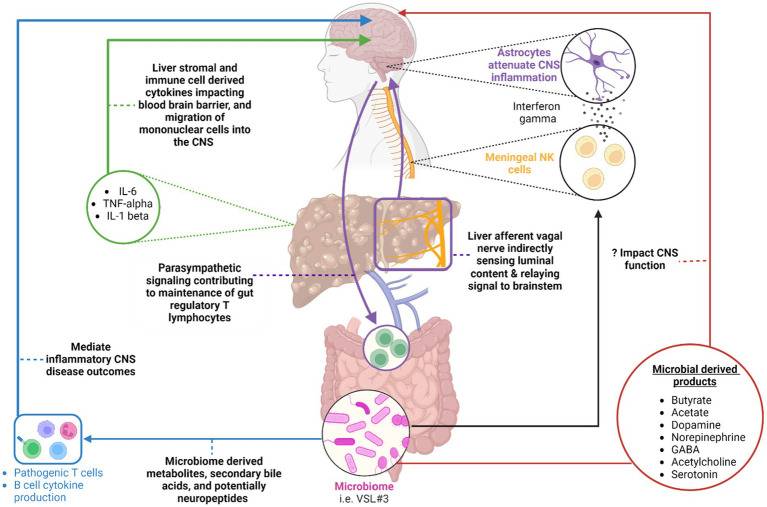 Liver stromal and
immune cell derived
cytokines impacting
blood brain barrier, and
migration of
mononuclear cells into
the CNS
Astrocytes
attenuate CNS
inflammation
Interferon
gamma
Meningeal NK
cells
• IL-6
• TNF-alpha
• IL-1 beta
Parasympathetic
signaling contributing
to maintenance of gut
regulatory T
lymphocytes
Liver afferent vagal
nerve indirectly
sensing luminal
content & relaying
signal to brainstem
? Impact CNS
function
Mediate
inflammatory CNS
disease outcomes
Microbial derived
products
• Butyrate
• Acetate
• Dopamine
• Norepinephrine
• GABA
• Acetylcholine
• Serotonin
• Pathogenic T cells
• B cell cytokine
production
Microbiome derived
metabolites, secondary bile
acids, and potentially
neuropeptides
Microbiome
i.e. VSL#3